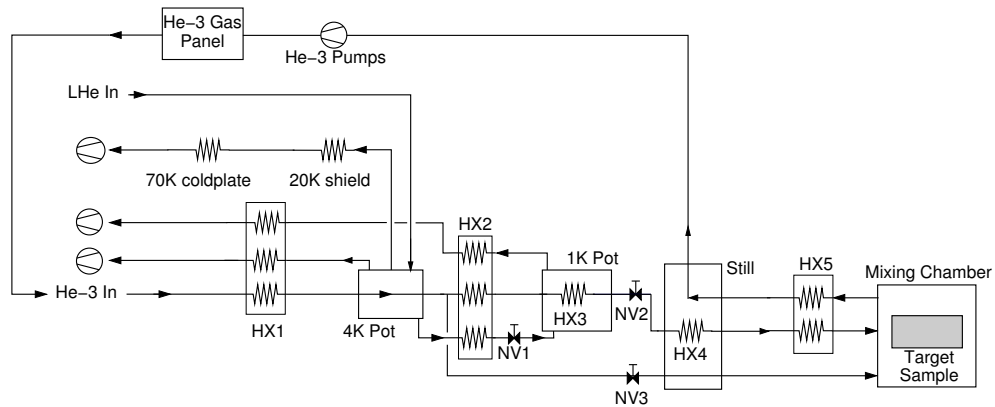 He−3 Gas
Panel
He−3 Pumps
LHe In
70K coldplate
20K shield
HX2
1K Pot
Still
HX5
Mixing Chamber
He−3 In
HX1
4K Pot
HX3
NV2
NV1
HX4
Target
Sample
NV3